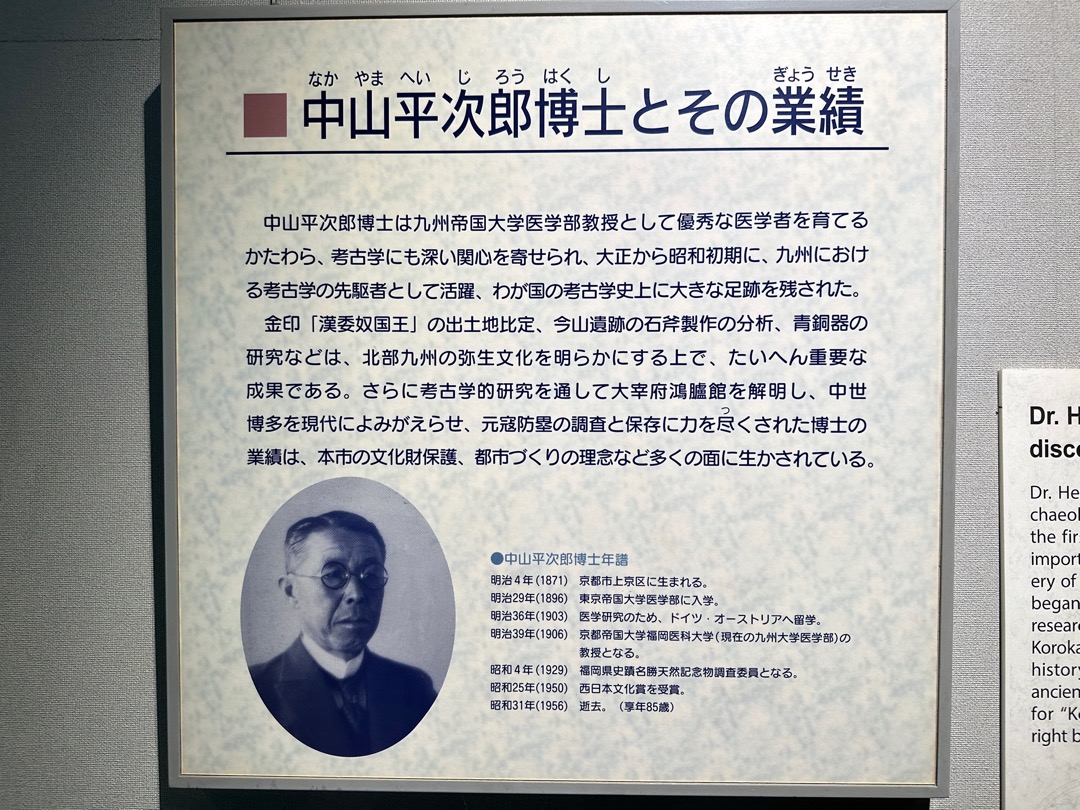 なか やま へい じ ろう はく し ぎょう せき
■中山平次郎博士とその業績
中山平次郎博士は九州帝国大学医学部教授として優秀な医学者を育てる
かたわら、考古学にも深い関心を寄せられ、大正から昭和初期に、九州におけ
る考古学の先駆者として活躍、わが国の考古学史上に大きな足跡を残された。
金印「漢委奴国王」の出土地比定、今山遺跡の石斧製作の分析、青銅器の
研究などは、北部九州の弥生文化を明らかにする上で、たいへん重要な
成果である。さらに考古学的研究を通して大宰府鴻臚館を解明し、中世
つ
博多を現代によみがえらせ、元寇防塁の調査と保存に力を尽くされた博士の
業績は、本市の文化財保護、都市づくりの理念など多くの面に生かされている。
●中山平次郎博士年譜
明治4年(1871) 京都市上京区に生まれる。
明治29年(1896) 東京帝国大学医学部に入学。
明治36年(1903) 医学研究のため、ドイツ・オーストリアへ留学。
明治39年(1906) 京都帝国大学福岡医科大学(現在の九州大学医学部)の
教授となる。
昭和4年(1929) 福岡県史蹟名勝天然記念物調査委員となる。
昭和25年(1950) 西日本文化賞を受賞。
昭和31年(1956) 逝去。(享年85歳)
Dr. H
disco
Dr. He
chaeol
the firs
import
ery of
began
resear
Koroka
history
ancien
for “Ko
right b